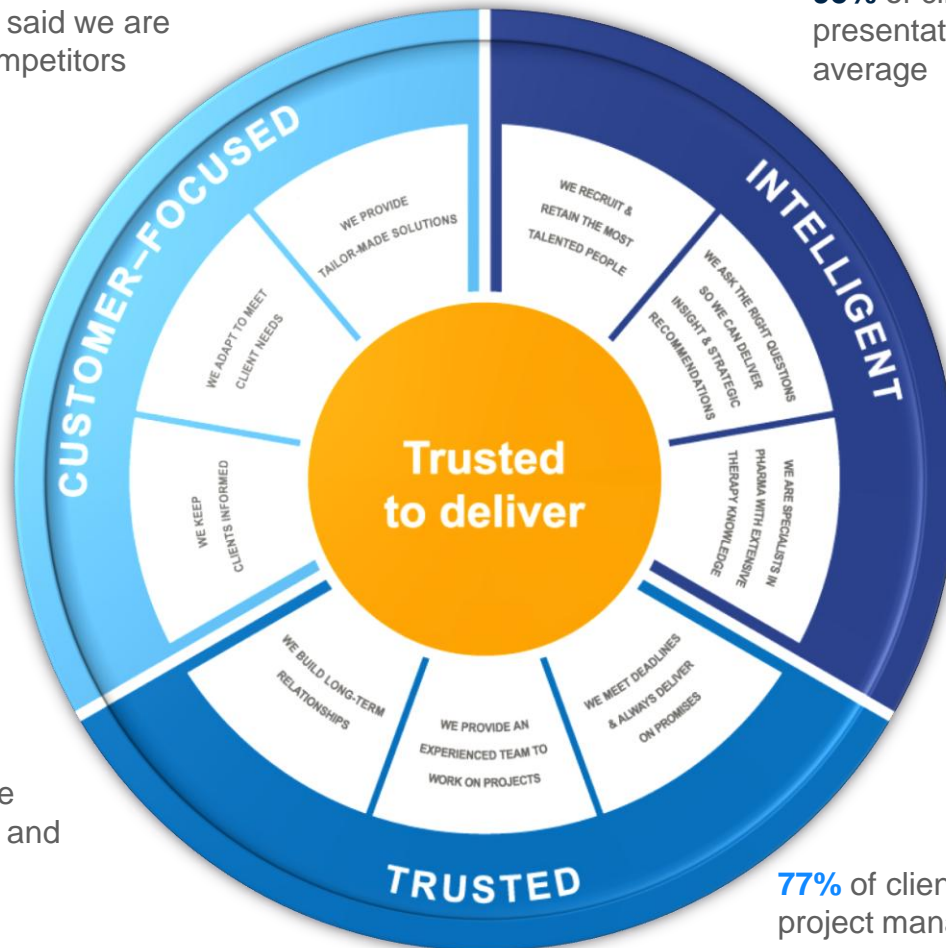 said we are
average
presentat
CUSTOMER–FOCUSED
WE PROVIDE
TAILOR-MADE SOLUTIONS
WE ADAPT TO MEET
CLIENT NEEDS
WE KEEP
CLIENTS INFORMED
INTELLIGENT
WE RECRUIT &
RETAIN THE MOST
TALENTED PEOPLE
WE ASK THE RIGHT QUESTIONS
SO WE CAN DELIVER
INSIGHT & STRATEGIC
RECOMMENDATIONS
WE ARE SPECIALISTS IN
PHARMA WITH EXTENSIVE
THERAPY KNOWLEDGE
Trusted
to deliver
WE BUILD LONG-TERM
RELATIONSHIPS
WE PROVIDE AN
EXPERIENCED TEAM TO
WORK ON PROJECTS
WE MEET DEADLINES
& ALWAYS DELIVER
ON PROMISES
TRUSTED
and
77% of clien
project mana